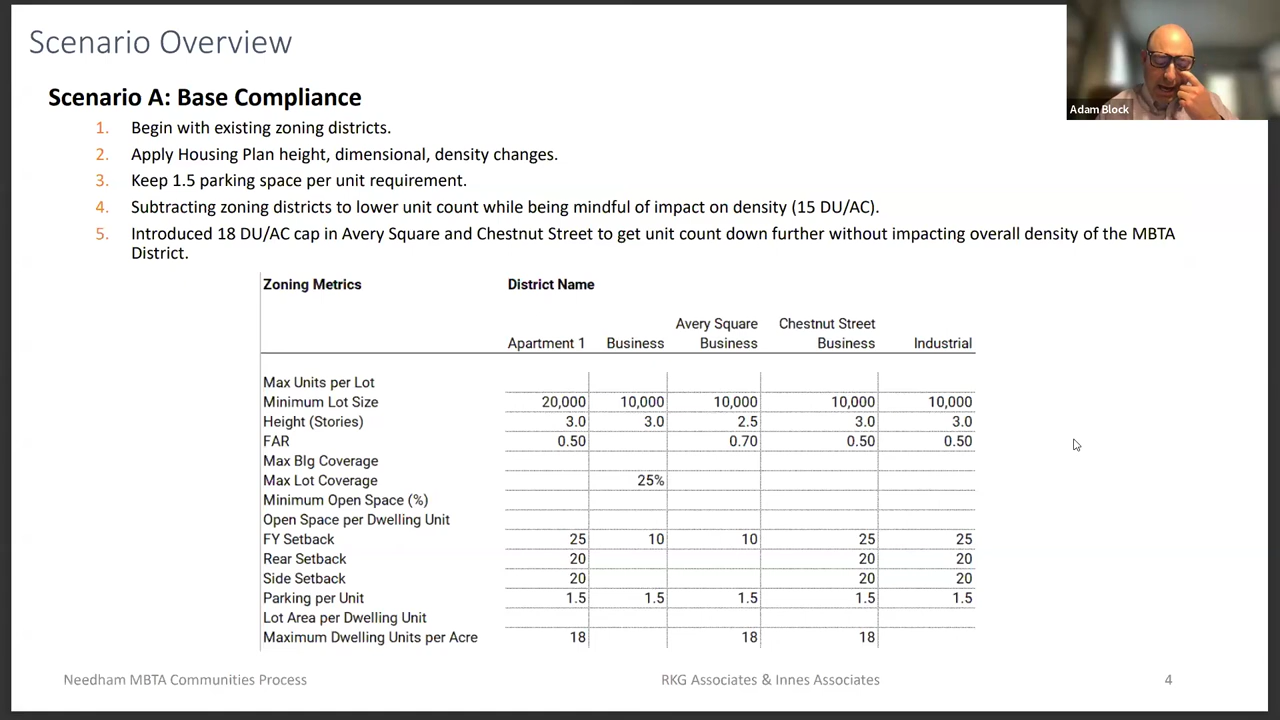 Scenario Overview
Adam Block
Scenario A: Base Compliance
1. Begin with existing zoning districts.
2. Apply Housing Plan height, dimensional, density changes.
3. Keep 1.5 parking space per unit requirement.
4. Subtracting zoning districts to lower unit count while being mindful of impact on density (15 DU/AC).
5. Introduced 18 DU/AC cap in Avery Square and Chestnut Street to get unit count down further without impacting overall density of the MBTA
District.
Zoning Metrics District Name
Avery Square Chestnut Street
Apartment 1 Business Business Business Industrial
Max Units per Lot
Minimum Lot Size 20,000 10,000 10,000 10,000 10,000
Height (Stories) 3.0 3.0 2.5 3.0 3.0
FAR 0.50 0.70 0.50 0.50
Max Blg Coverage
Max Lot Coverage 25%
Minimum Open Space (%)
Open Space per Dwelling Unit
FY Setback 25 10 10 25 25
Rear Setback 20 20 20
Side Setback 20 20 20
Parking per Unit 1.5 1.5 1.5 1.5 1.5
Lot Area per Dwelling Unit
Maximum Dwelling Units per Acre 18 18 18
Needham MBTA Communities Process RKG Associates & Innes Associates 4